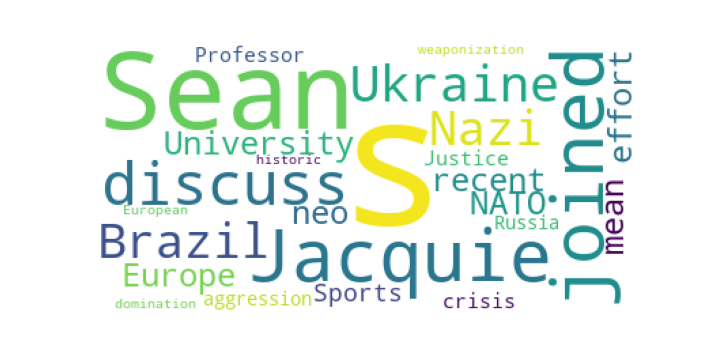 Professor
weaponization
Sean
Ukraine
joined
effort
University
S
Nazi
historic
Justice
discuss
recent
mean
neo
NATO
European
Russia
Brazil
Jacquie
Europe
Sports
domination
aggression
crisis